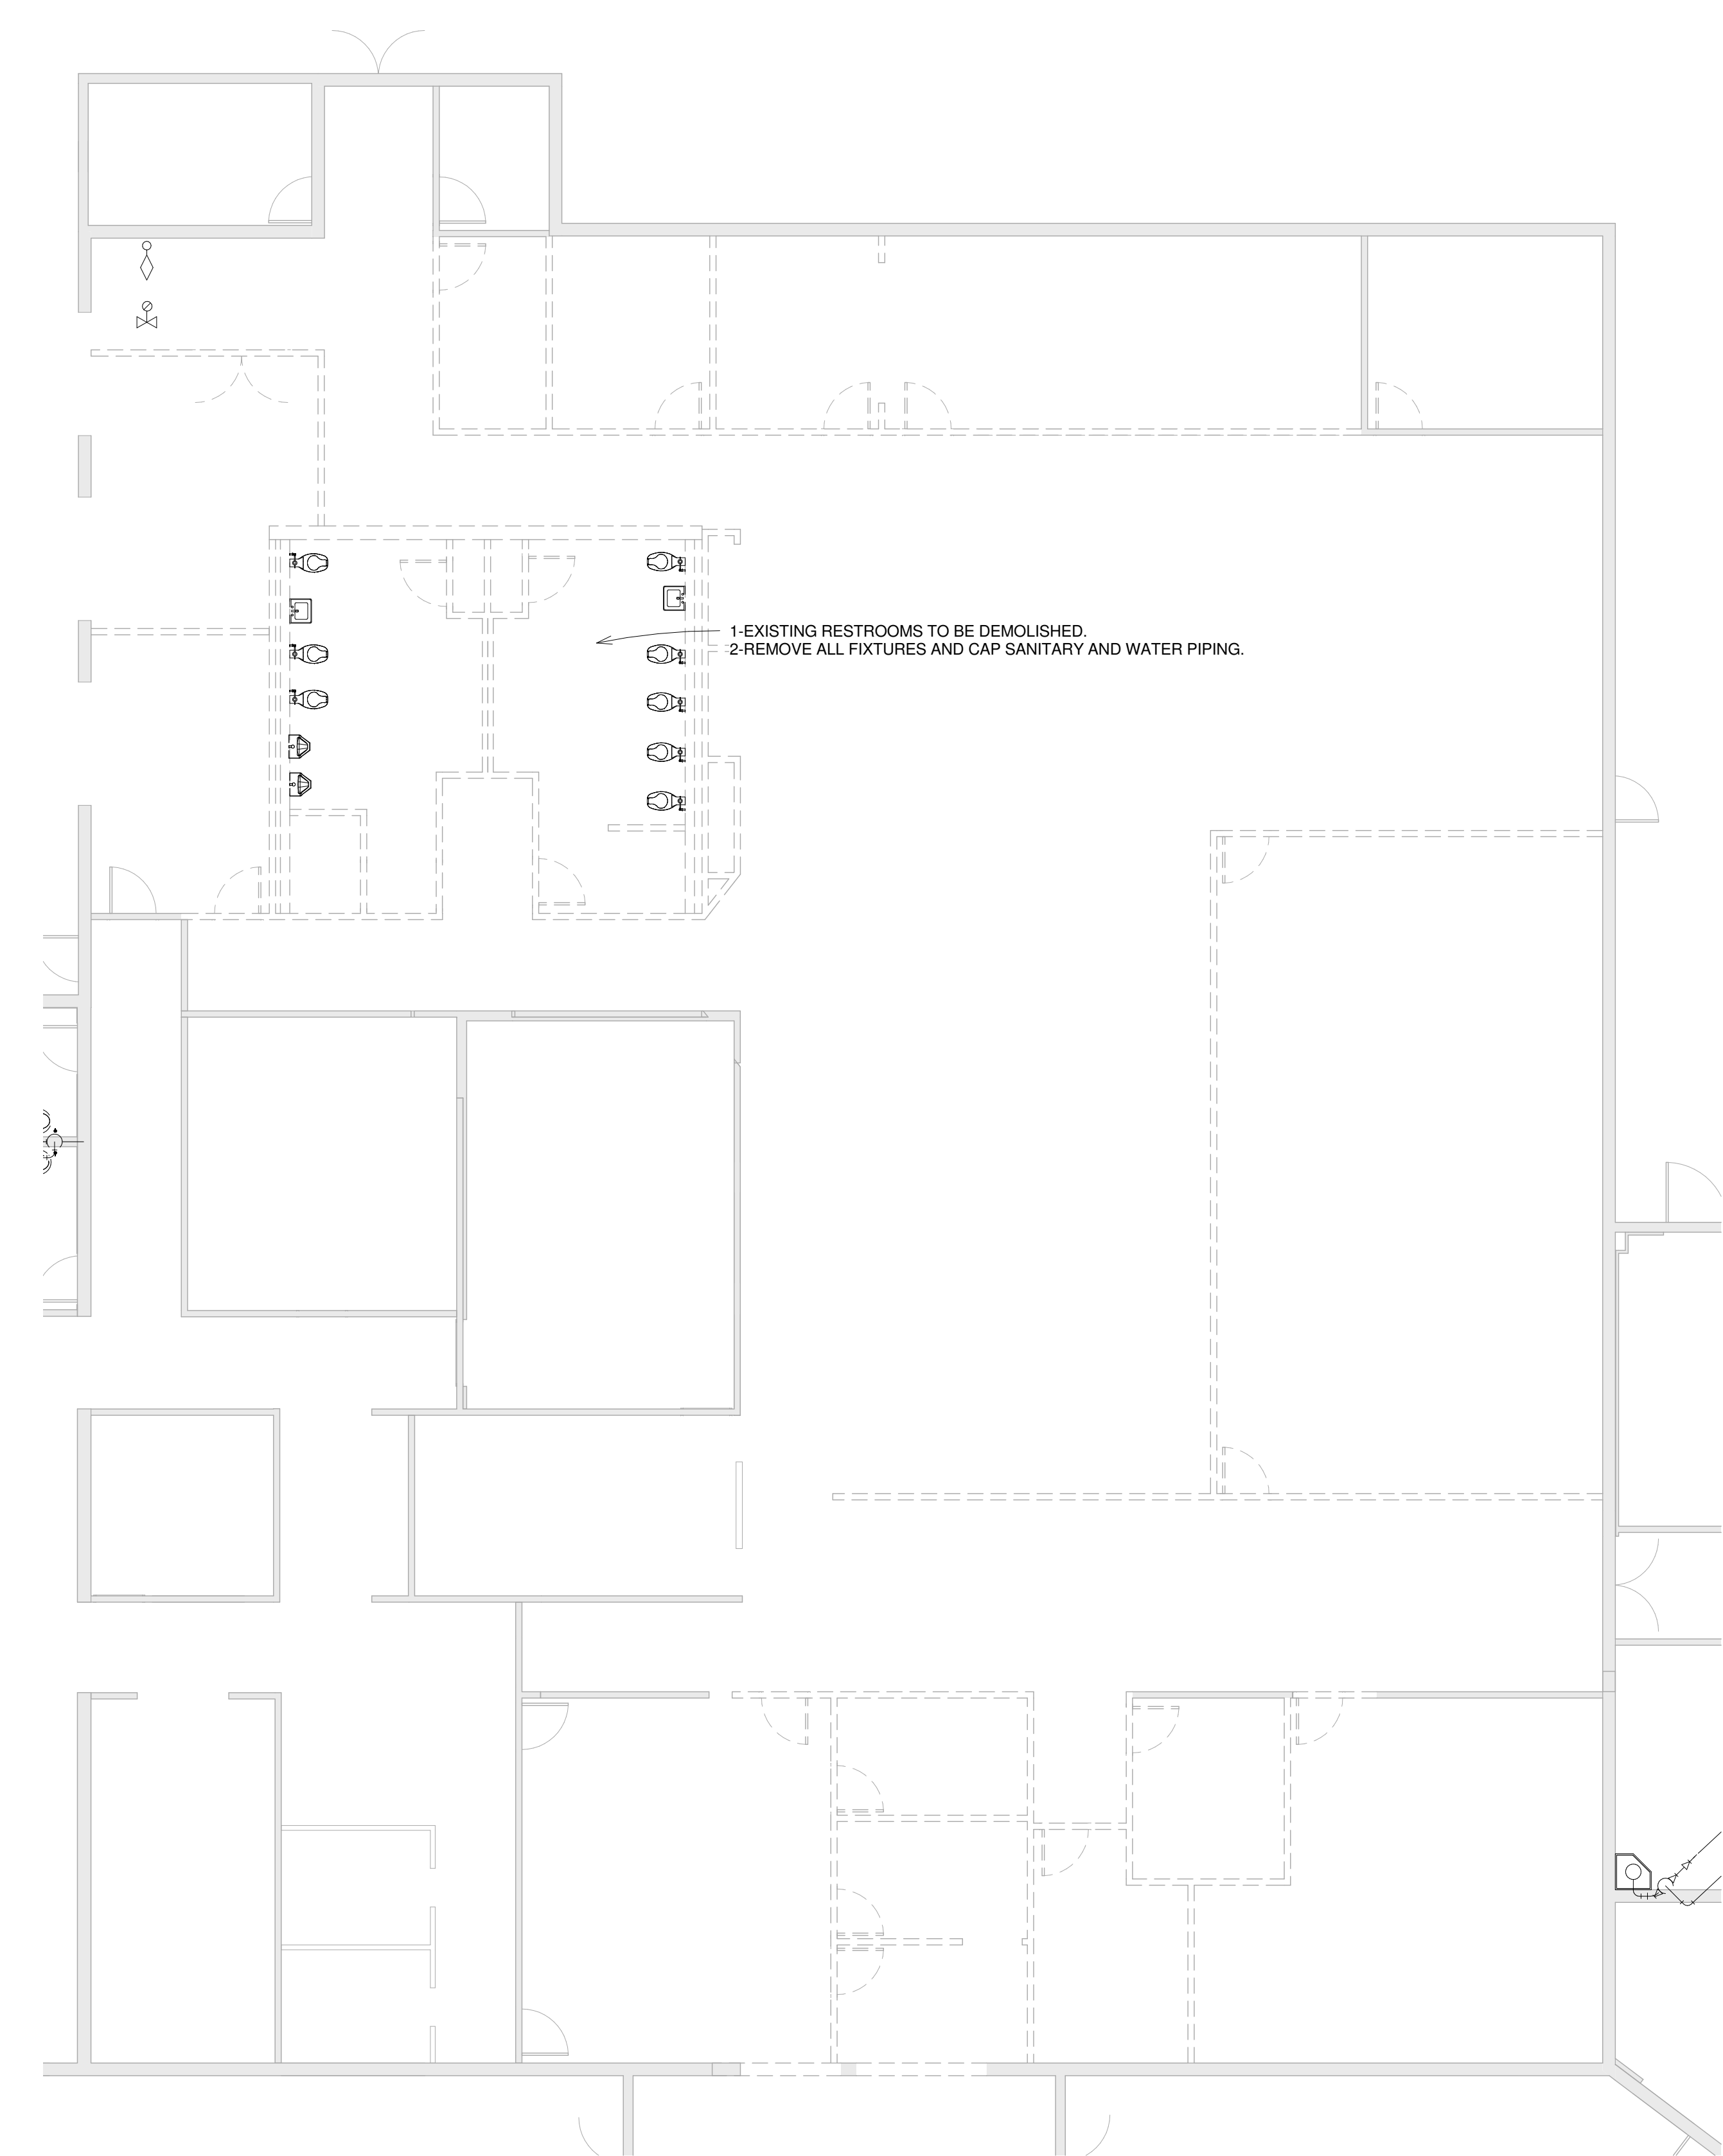 1-EXISTING RESTROOMS TO BE DEMOLISHED.
2-REMOVE ALL FIXTURES AND CAP SANITARY AND WATER PIPING.